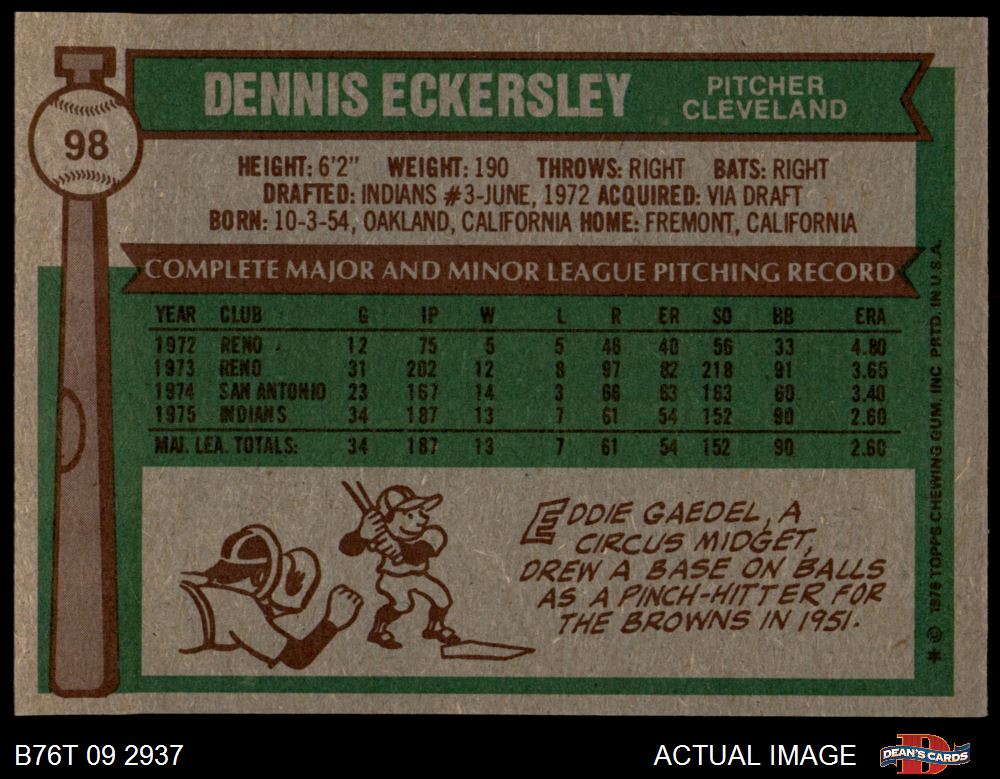 98
DENNIS ECKERSLEY
PITCHER
CLEVELAND
HEIGHT: 6'2" WEIGHT: 190 THROWS: RIGHT BATS: RIGHT
DRAFTED: INDIANS #3-JUNE, 1972 ACQUIRED: VIA DRAFT
BORN: 10-3-54, OAKLAND, CALIFORNIA HOME: FREMONT, CALIFORNIA
COMPLETE MAJOR AND MINOR LEAGUE PITCHING RECORD
YEAR CLUB G IP W L R ER SO BB ERA
1972 RENO 12 75 5 5 46 40 56 33 4.80
1973 RENO 31 202 12 8 97 82 218 91 3.65
1974 SAN ANTONIO 23 167 14 3 66 63 163 60 3.40
1975 INDIANS 34 187 13 7 61 54 152 90 2.60
MAJ. LEA. TOTALS: 34 187 13 7 61 54 152 90 2.60
EDDIE GAEDEL, A
CIRCUS MIDGET,
DREW A BASE ON BALLS
AS A PINCH-HITTER FOR
THE BROWNS IN 1951.
* © 1976 TOPPS CHEWING GUM, INC. PRTD. IN U.S.A.
B76T 09 2937
ACTUAL IMAGE
DEAN'S CARDS